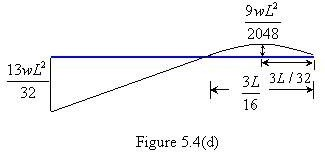 9wL²/2048
13wL²/32
3L/16
3L / 32
Figure 5.4(d)